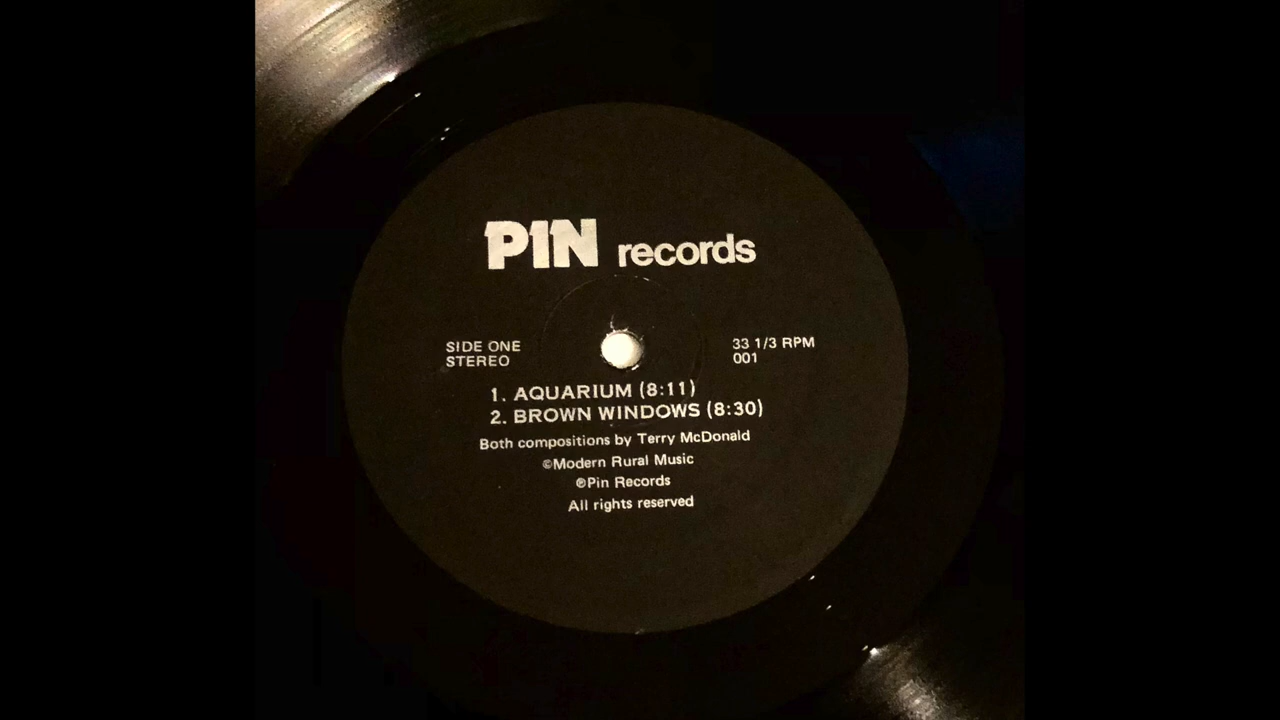 PIN records
SIDE ONE
STEREO
33 1/3 RPM
001
1. AQUARIUM (8:11)
2. BROWN WINDOWS (8:30)
Both compositions by Terry McDonald
©Modern Rural Music
℗Pin Records
All rights reserved